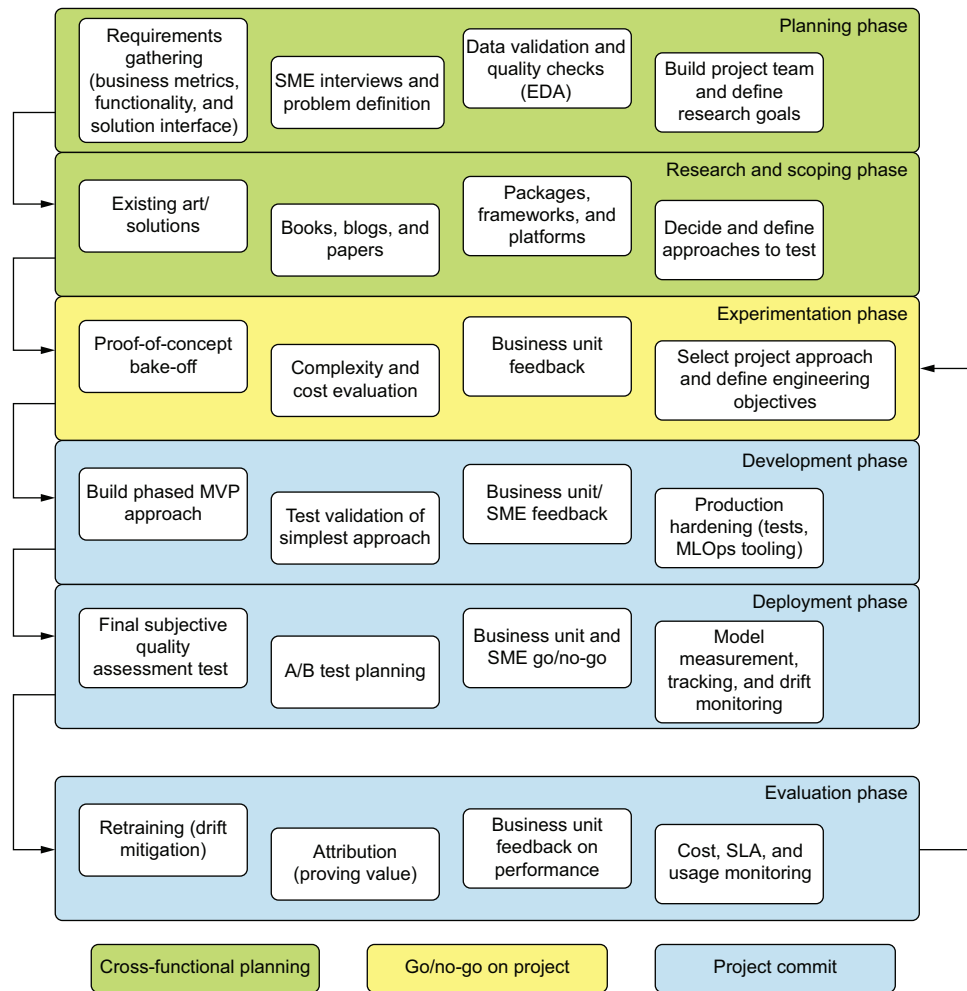 Planning phase
Requirements
gathering
(business metrics,
functionality, and
solution interface)
SME interviews and
problem definition
Data validation and
quality checks
(EDA)
Build project team
and define
research goals
Research and scoping phase
Existing art/
solutions
Books, blogs, and
papers
Packages,
frameworks, and
platforms
Decide and define
approaches to test
Experimentation phase
Proof-of-concept
bake-off
Complexity and
cost evaluation
Business unit
feedback
Select project approach
and define engineering
objectives
Development phase
Build phased MVP
approach
Test validation of
simplest approach
Business unit/
SME feedback
Production
hardening (tests,
MLOps tooling)
Deployment phase
Final subjective
quality
assessment test
A/B test planning
Business unit and
SME go/no-go
Model
measurement,
tracking, and drift
monitoring
Evaluation phase
Retraining (drift
mitigation)
Attribution
(proving value)
Business unit
feedback on
performance
Cost, SLA, and
usage monitoring
Cross-functional planning
Go/no-go on project
Project commit